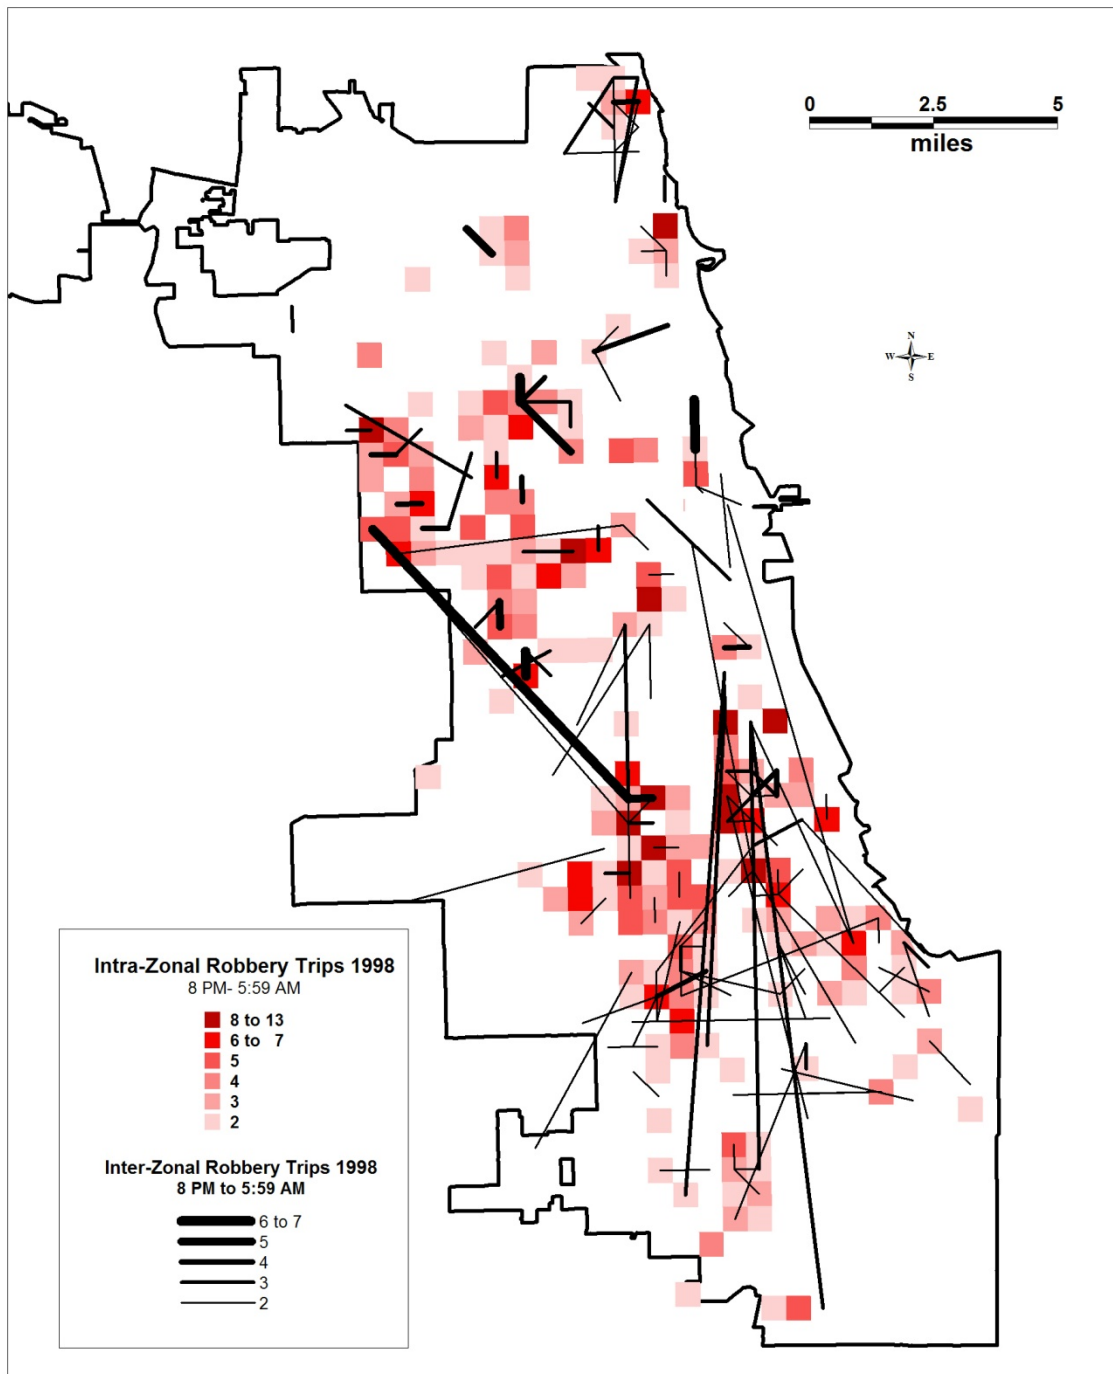 0 2.5 5
miles
N
W E
S
Intra-Zonal Robbery Trips 1998
8 PM- 5:59 AM
8 to 13
6 to 7
5
4
3
2
Inter-Zonal Robbery Trips 1998
8 PM to 5:59 AM
6 to 7
5
4
3
2